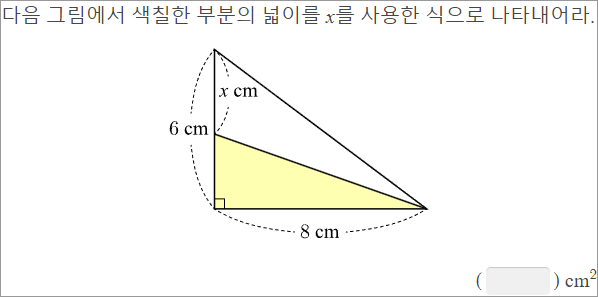 다음 그림에서 색칠한 부분의 넓이를 x를 사용한 식으로 나타내어라.
x cm
6 cm
8 cm
( ) cm²